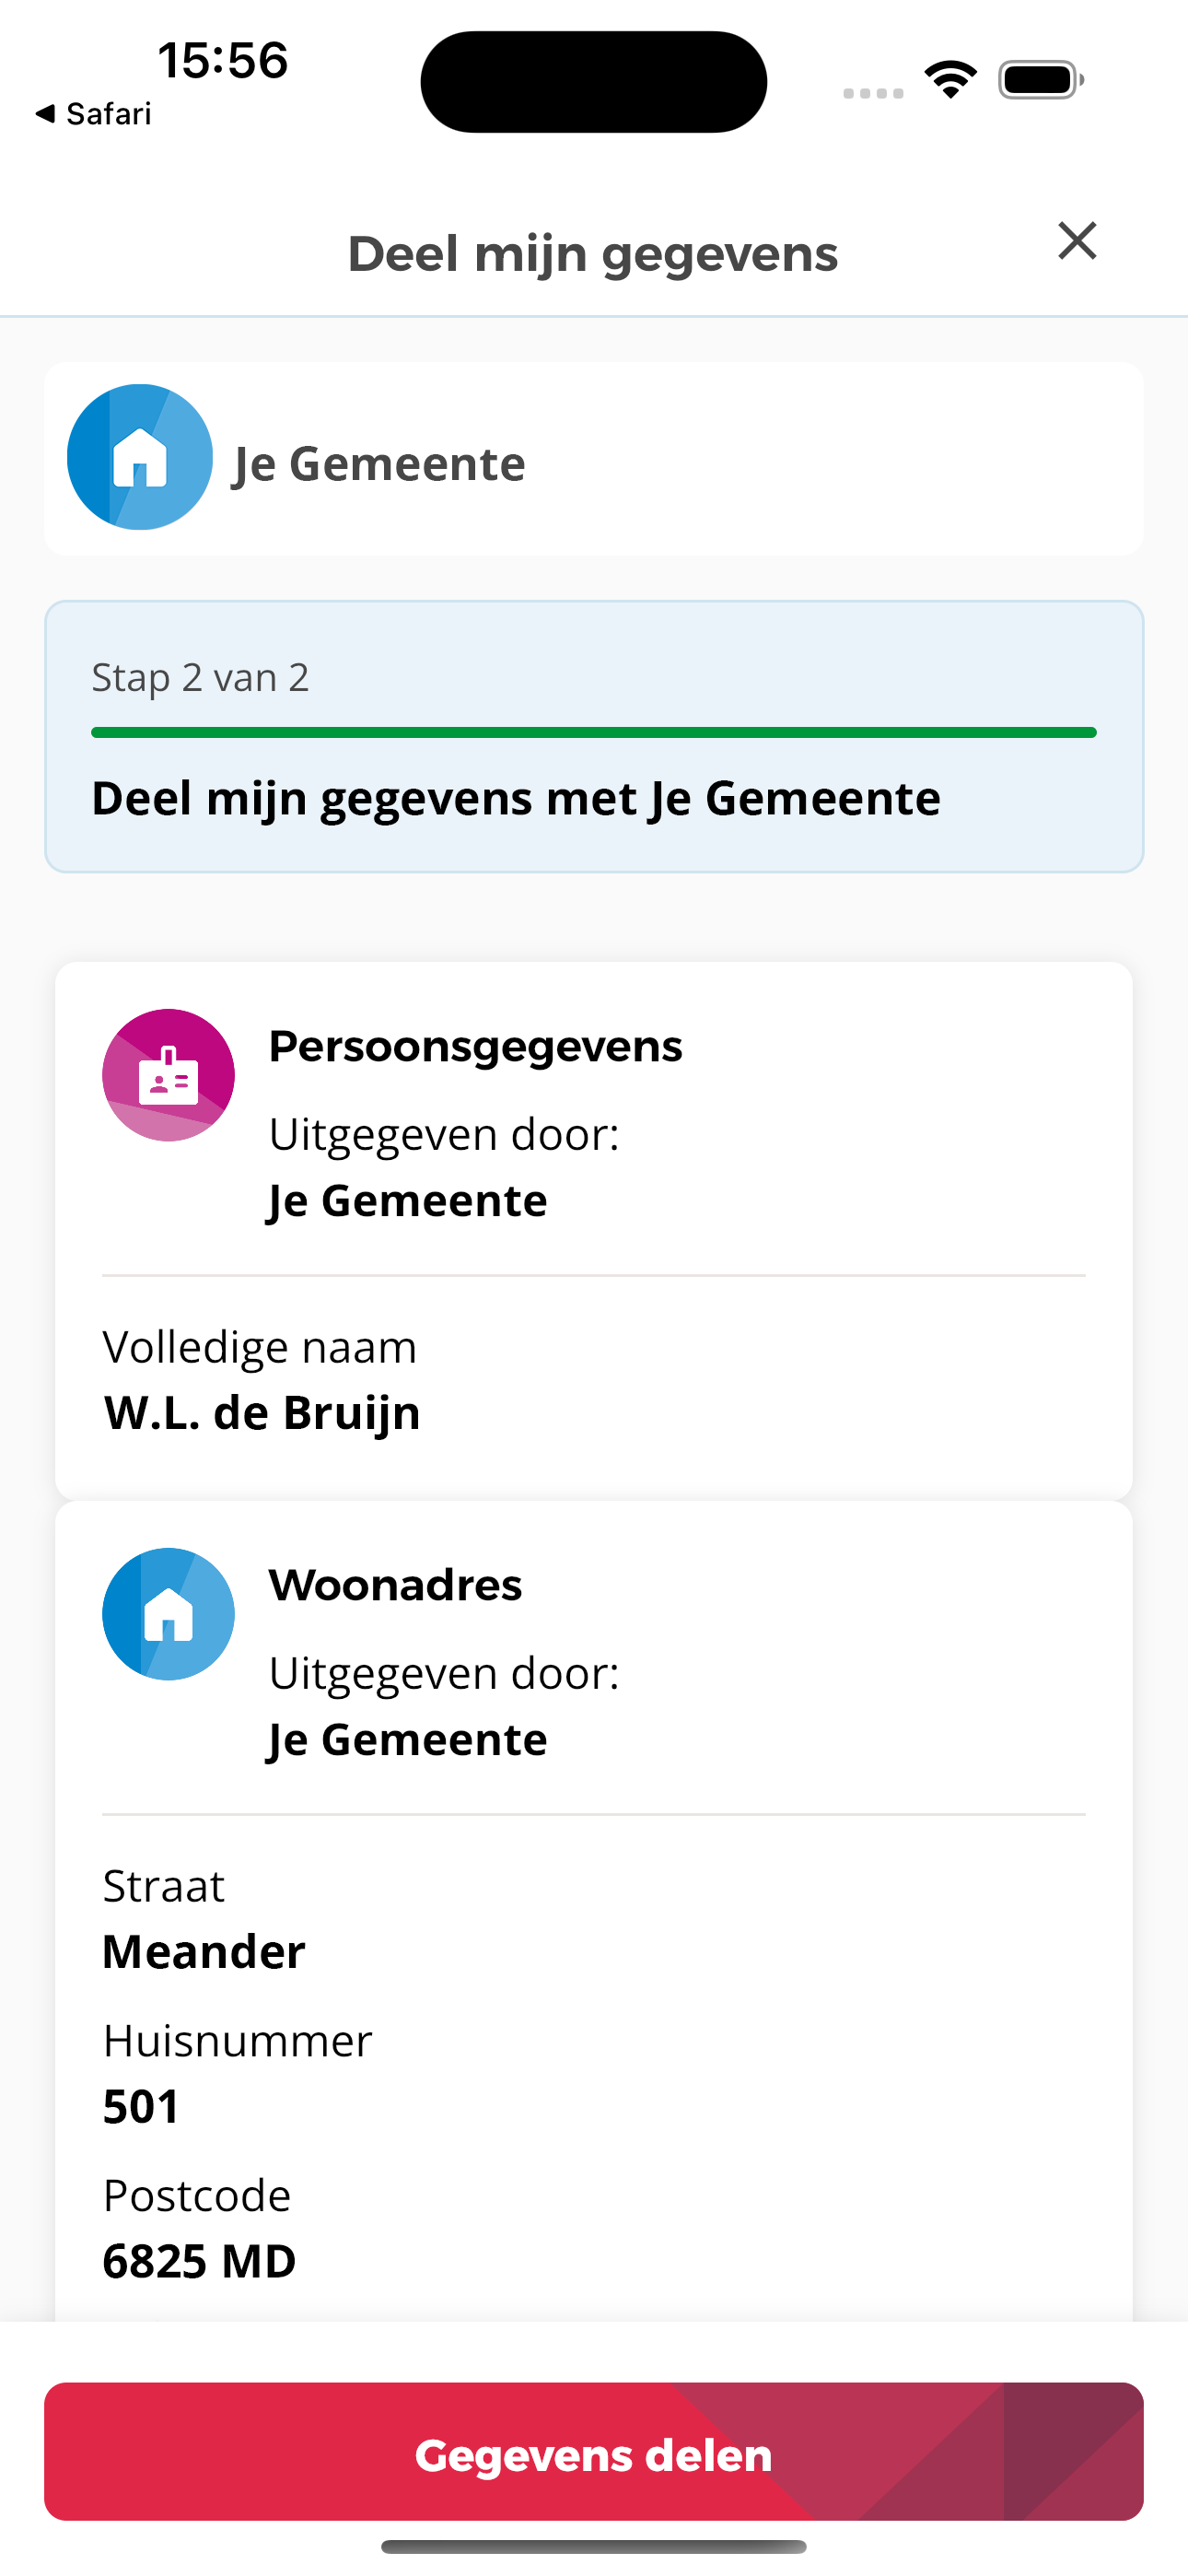 15:56
Safari
Deel mijn gegevens
Je Gemeente
Stap 2 van 2
Deel mijn gegevens met Je Gemeente
Persoonsgegevens
Uitgegeven door:
Je Gemeente
Volledige naam
W.L. de Bruijn
Woonadres
Uitgegeven door:
Je Gemeente
Straat
Meander
Huisnummer
501
Postcode
6825 MD
Gegevens delen